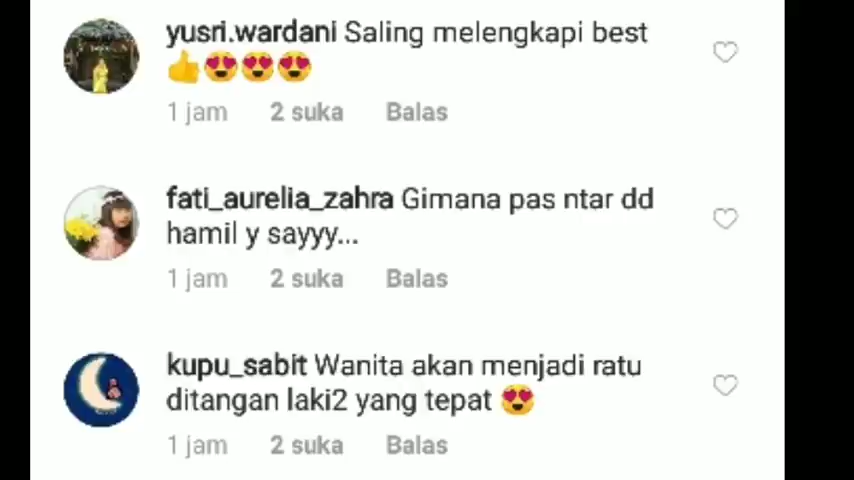 yusri.wardani Saling melengkapi best
👍😍😍😍
1 jam 2 suka Balas
fati_aurelia_zahra Gimana pas ntar dd
hamil y sayyy...
1 jam 2 suka Balas
kupu_sabit Wanita akan menjadi ratu
ditangan laki2 yang tepat 😍
1 jam 2 suka Balas